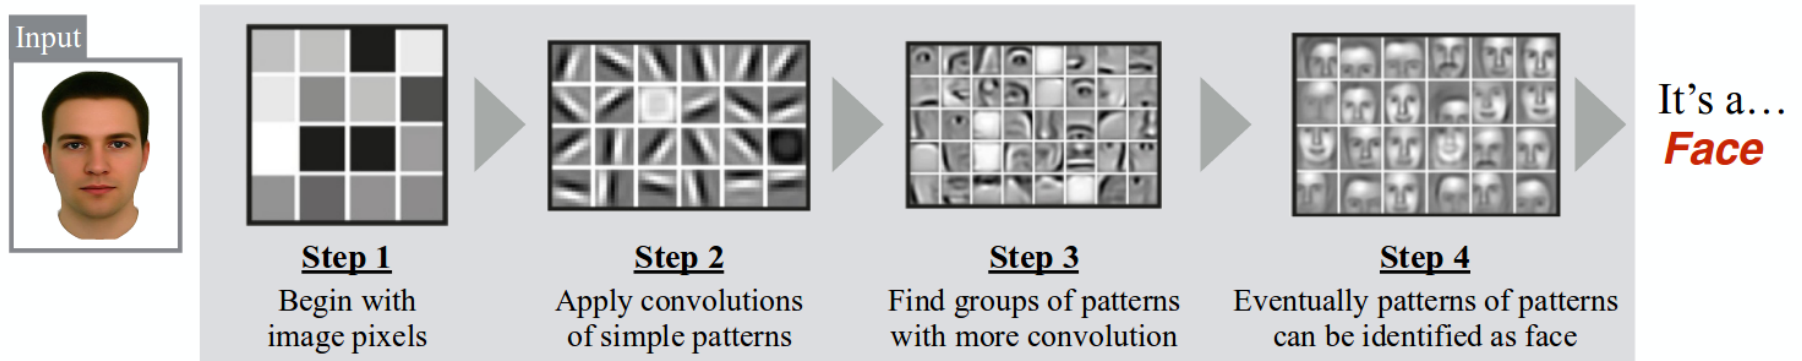 Input
Step 1
Begin with
image pixels
Step 2
Apply convolutions
of simple patterns
Step 3
Find groups of patterns
with more convolution
Step 4
Eventually patterns of patterns
can be identified as face
It's a…
Face